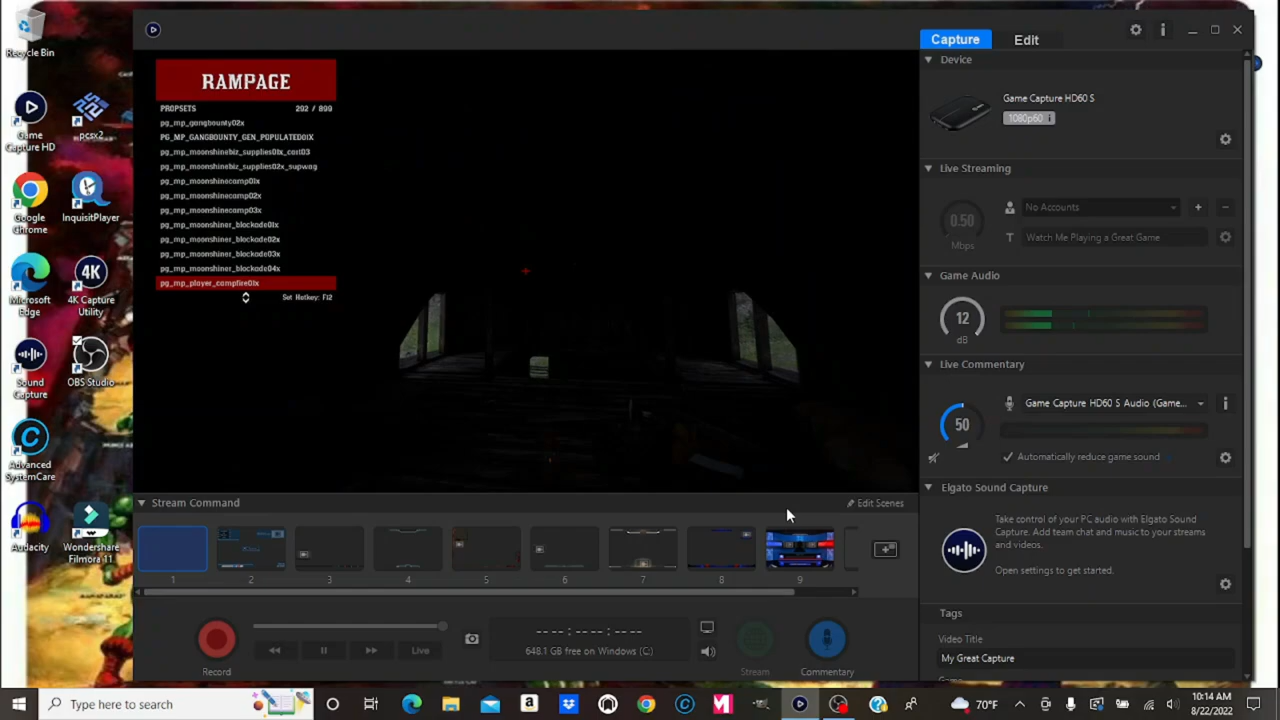 Recycle Bin
Game Capture HD
pcsx2
Google Chrome
InquisitPlayer
Microsoft Edge
4K Capture Utility
Sound Capture
OBS Studio
Advanced SystemCare
Audacity
Wondershare Filmora 11
RAMPAGE
PROPSETS 292 / 899
pg_mp_gangbounty02x
PG_MP_GANGBOUNTY_GEN_POPULATED01X
pg_mp_moonshinebiz_supplies01x_cart03
pg_mp_moonshinebiz_supplies02x_supwag
pg_mp_moonshinecamp01x
pg_mp_moonshinecamp02x
pg_mp_moonshinecamp03x
pg_mp_moonshiner_blockade01x
pg_mp_moonshiner_blockade02x
pg_mp_moonshiner_blockade03x
pg_mp_moonshiner_blockade04x
pg_mp_player_campfire01x
Set Hotkey: F12
Capture Edit
Device
Game Capture HD60 S
1080p60 i
Live Streaming
0.50
Mbps
No Accounts
Watch Me Playing a Great Game
Game Audio
12
dB
Live Commentary
50
Game Capture HD60 S Audio (Game...
Automatically reduce game sound
Elgato Sound Capture
Take control of your PC audio with Elgato Sound
Capture. Add team chat and music to your streams
and videos.
Open settings to get started.
Tags
Video Title
My Great Capture
Stream Command
Edit Scenes
1 2 3 4 5 6 7 8 9
Record
Live
-- -- : -- -- : -- --
648.1 GB free on Windows (C:)
Stream
Commentary
Type here to search
70°F
10:14 AM
8/22/2022